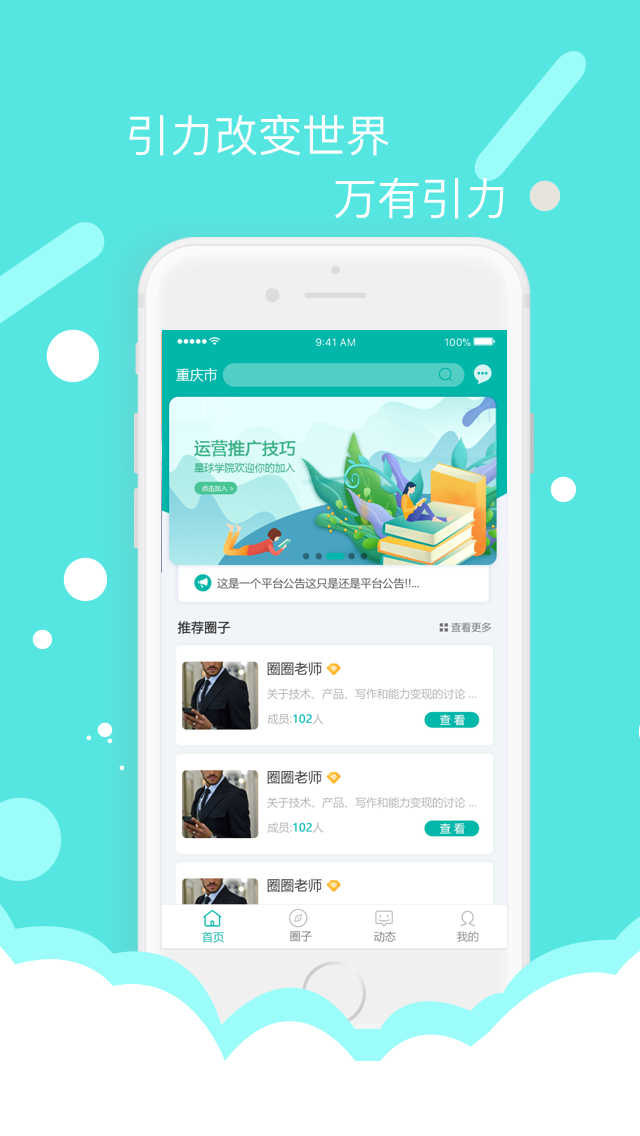 引力改变世界
万有引力
9:41 AM
100%
重庆市
运营推广技巧
星球学院欢迎你的加入
点击加入 >
这是一个平台公告这只是还是平台公告!!...
推荐圈子
查看更多
圈圈老师
关于技术、产品、写作和能力变现的讨论 ...
成员:102人
查 看
圈圈老师
关于技术、产品、写作和能力变现的讨论 ...
成员:102人
查 看
圈圈老师
首页
圈子
动态
我的